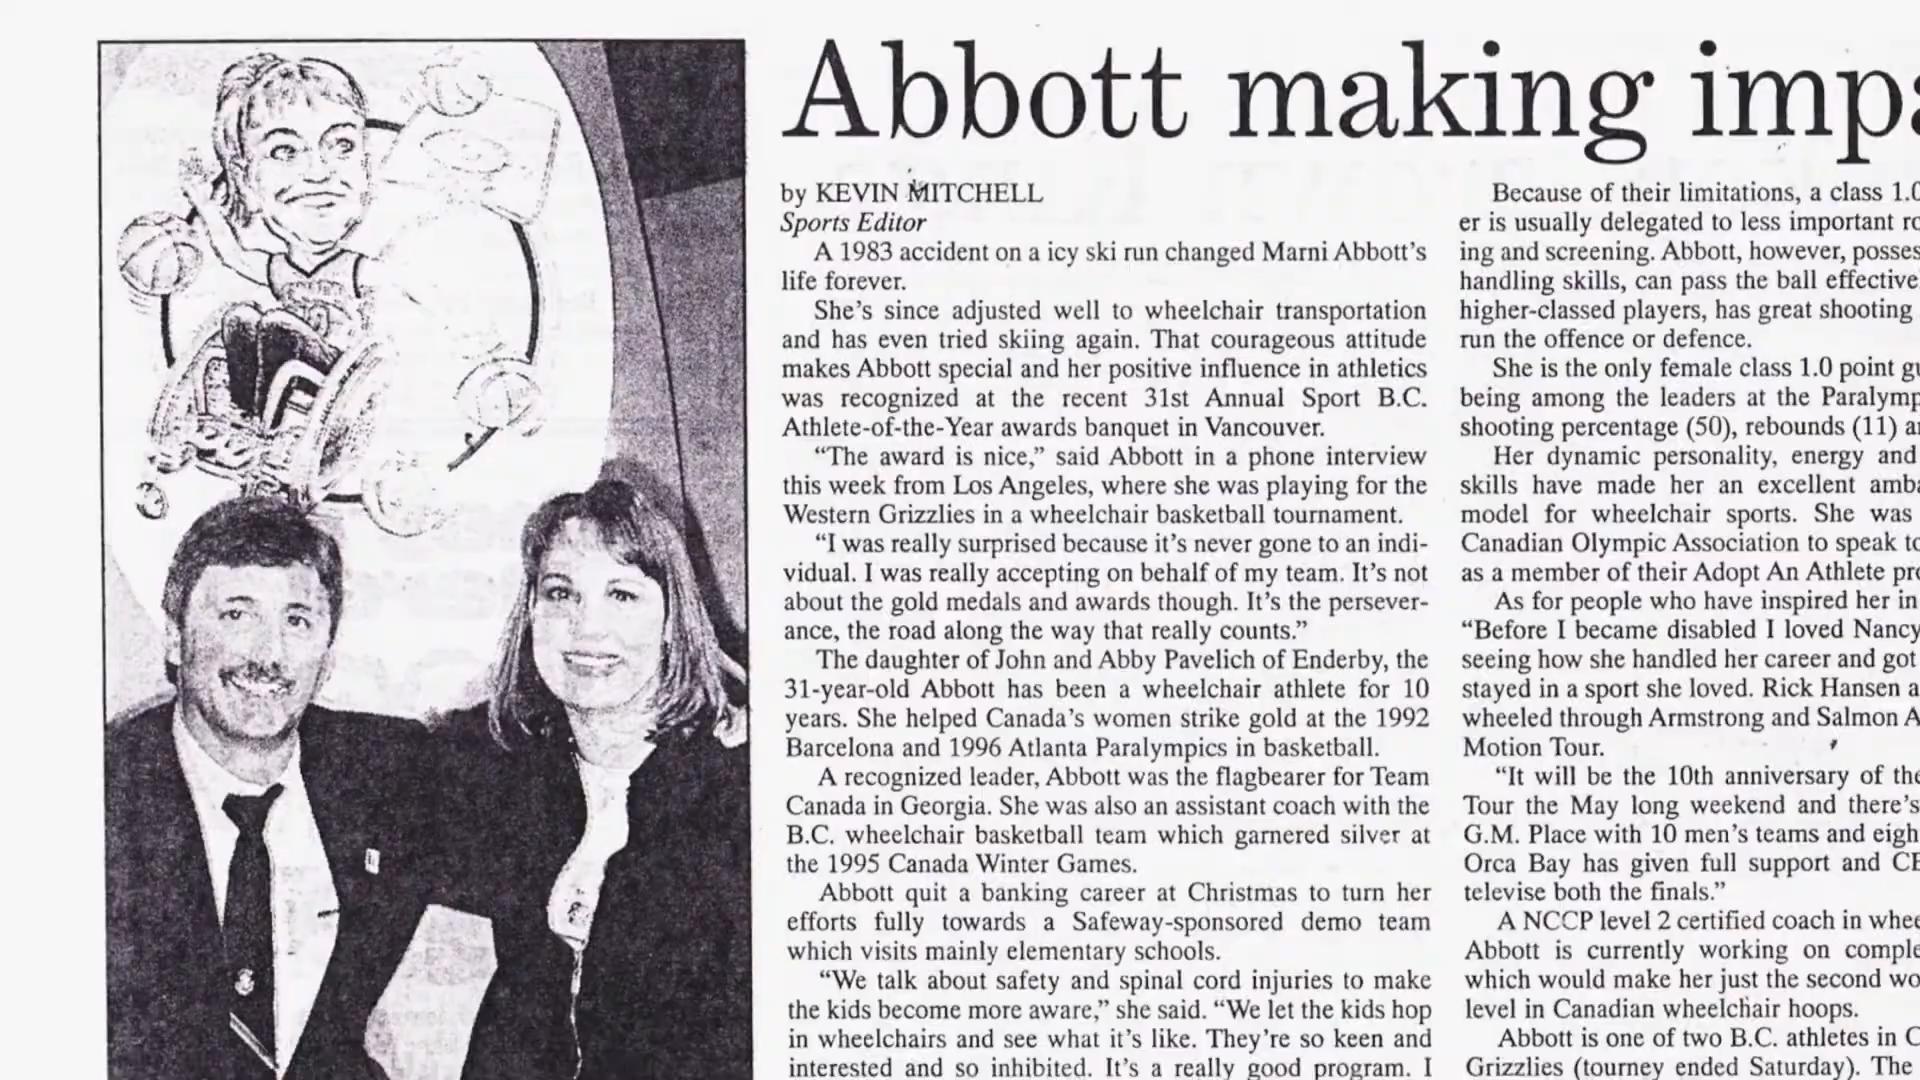 Abbott making impa
by KEVIN MITCHELL
Sports Editor
A 1983 accident on a icy ski run changed Marni Abbott's
life forever.
She's since adjusted well to wheelchair transportation
and has even tried skiing again. That courageous attitude
makes Abbott special and her positive influence in athletics
was recognized at the recent 31st Annual Sport B.C.
Athlete-of-the-Year awards banquet in Vancouver.
“The award is nice,” said Abbott in a phone interview
this week from Los Angeles, where she was playing for the
Western Grizzlies in a wheelchair basketball tournament.
“I was really surprised because it's never gone to an indi-
vidual. I was really accepting on behalf of my team. It's not
about the gold medals and awards though. It's the persever-
ance, the road along the way that really counts.”
The daughter of John and Abby Pavelich of Enderby, the
31-year-old Abbott has been a wheelchair athlete for 10
years. She helped Canada's women strike gold at the 1992
Barcelona and 1996 Atlanta Paralympics in basketball.
A recognized leader, Abbott was the flagbearer for Team
Canada in Georgia. She was also an assistant coach with the
B.C. wheelchair basketball team which garnered silver at
the 1995 Canada Winter Games.
Abbott quit a banking career at Christmas to turn her
efforts fully towards a Safeway-sponsored demo team
which visits mainly elementary schools.
“We talk about safety and spinal cord injuries to make
the kids become more aware,” she said. “We let the kids hop
in wheelchairs and see what it's like. They're so keen and
interested and so inhibited. It's a really good program. I
Because of their limitations, a class 1.0
er is usually delegated to less important ro
ing and screening. Abbott, however, posses
handling skills, can pass the ball effective
higher-classed players, has great shooting
run the offence or defence.
She is the only female class 1.0 point gu
being among the leaders at the Paralymp
shooting percentage (50), rebounds (11) an
Her dynamic personality, energy and
skills have made her an excellent amba
model for wheelchair sports. She was
Canadian Olympic Association to speak to
as a member of their Adopt An Athlete pro
As for people who have inspired her in
“Before I became disabled I loved Nancy
seeing how she handled her career and got
stayed in a sport she loved. Rick Hansen a
wheeled through Armstrong and Salmon A
Motion Tour.
“It will be the 10th anniversary of the
Tour the May long weekend and there's
G.M. Place with 10 men's teams and eigh
Orca Bay has given full support and CB
televise both the finals.”
A NCCP level 2 certified coach in whee
Abbott is currently working on comple
which would make her just the second wo
level in Canadian wheelchair hoops.
Abbott is one of two B.C. athletes in C
Grizzlies (tourney ended Saturday). The